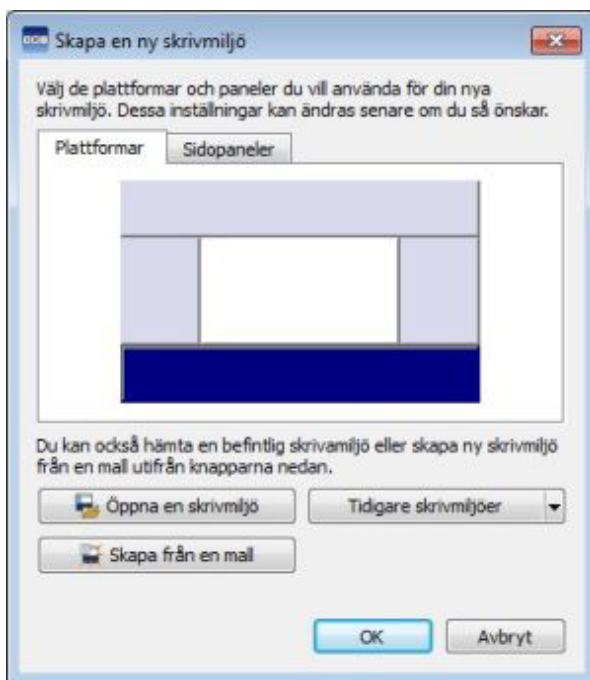 Skapa en ny skrivmiljö
Välj de plattformar och paneler du vill använda för din nya
skrivmiljö. Dessa inställningar kan ändras senare om du så önskar.
Plattformar
Sidopaneler
Du kan också hämta en befintlig skrivamiljö eller skapa ny skrivmiljö
från en mall utifrån knapparna nedan.
Öppna en skrivmiljö
Tidigare skrivmiljöer
Skapa från en mall
OK
Avbryt